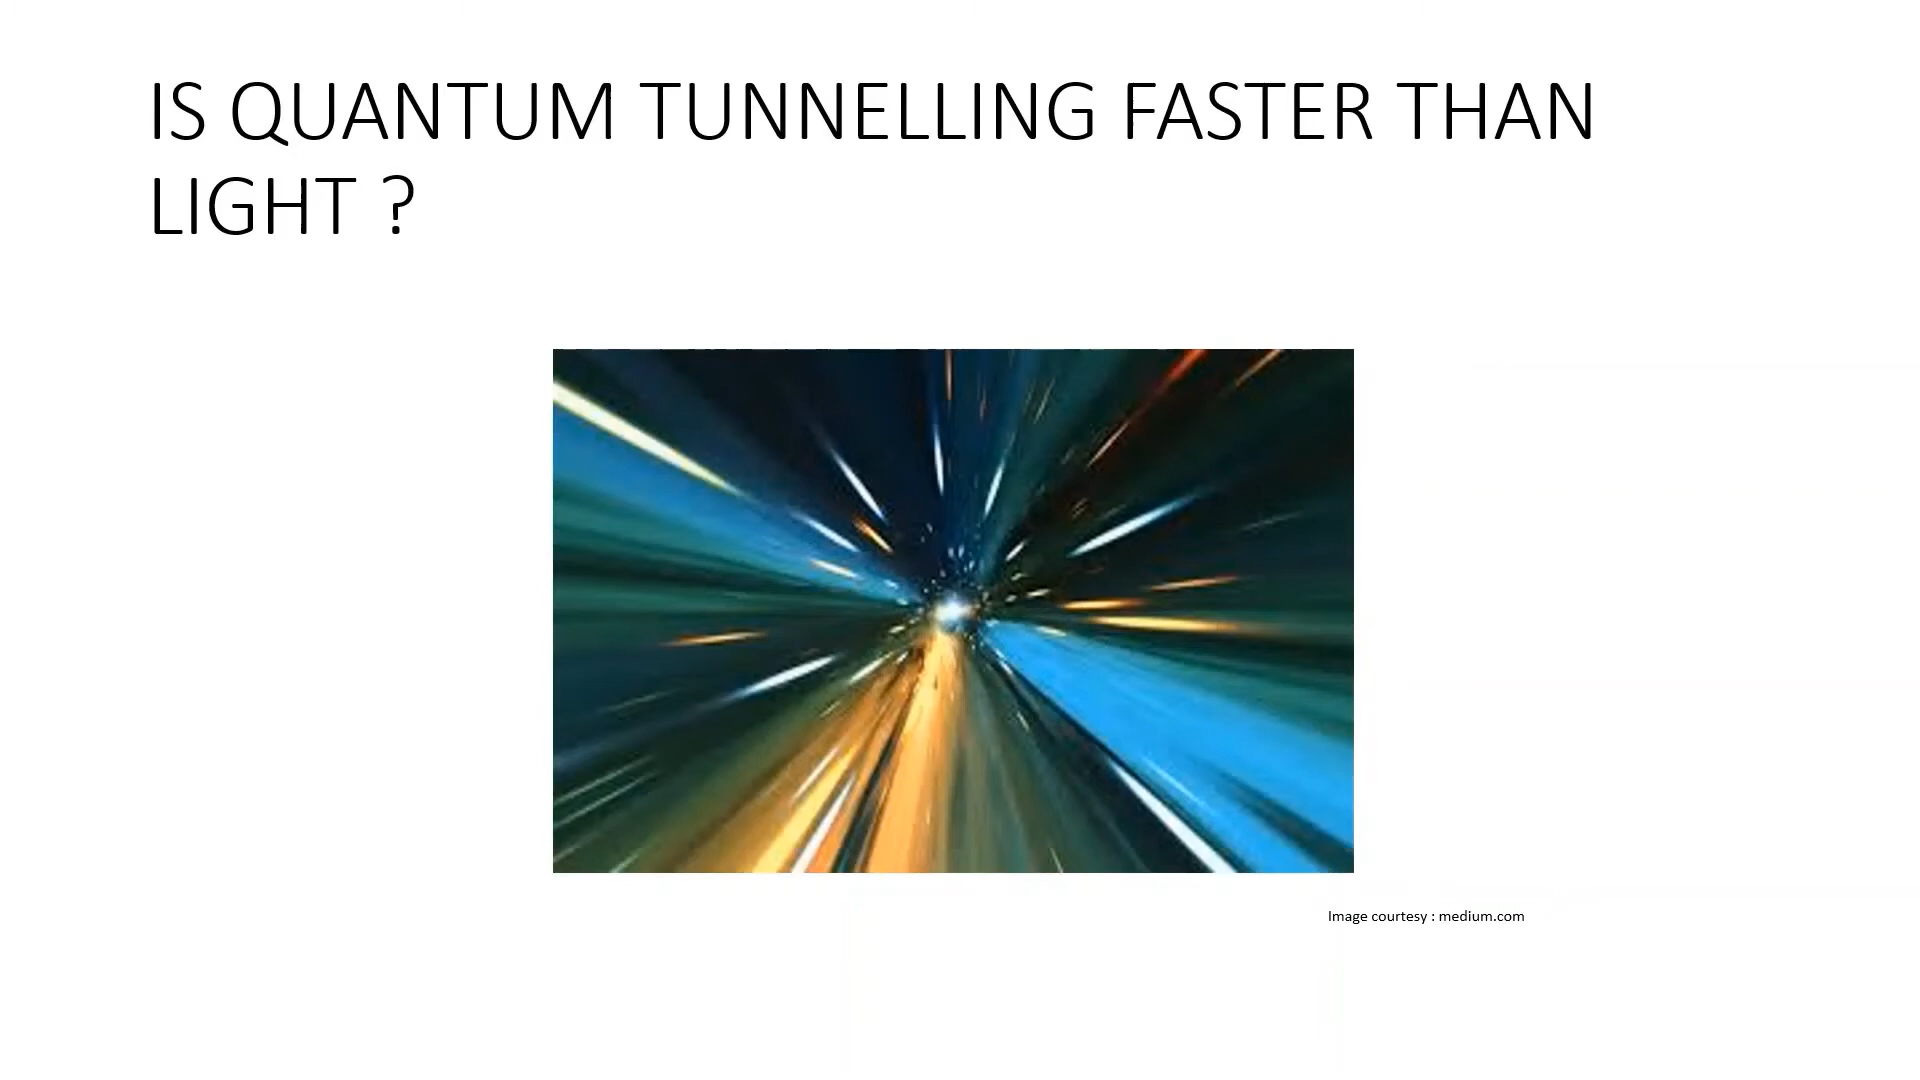 IS QUANTUM TUNNELLING FASTER THAN
LIGHT ?
Image courtesy : medium.com